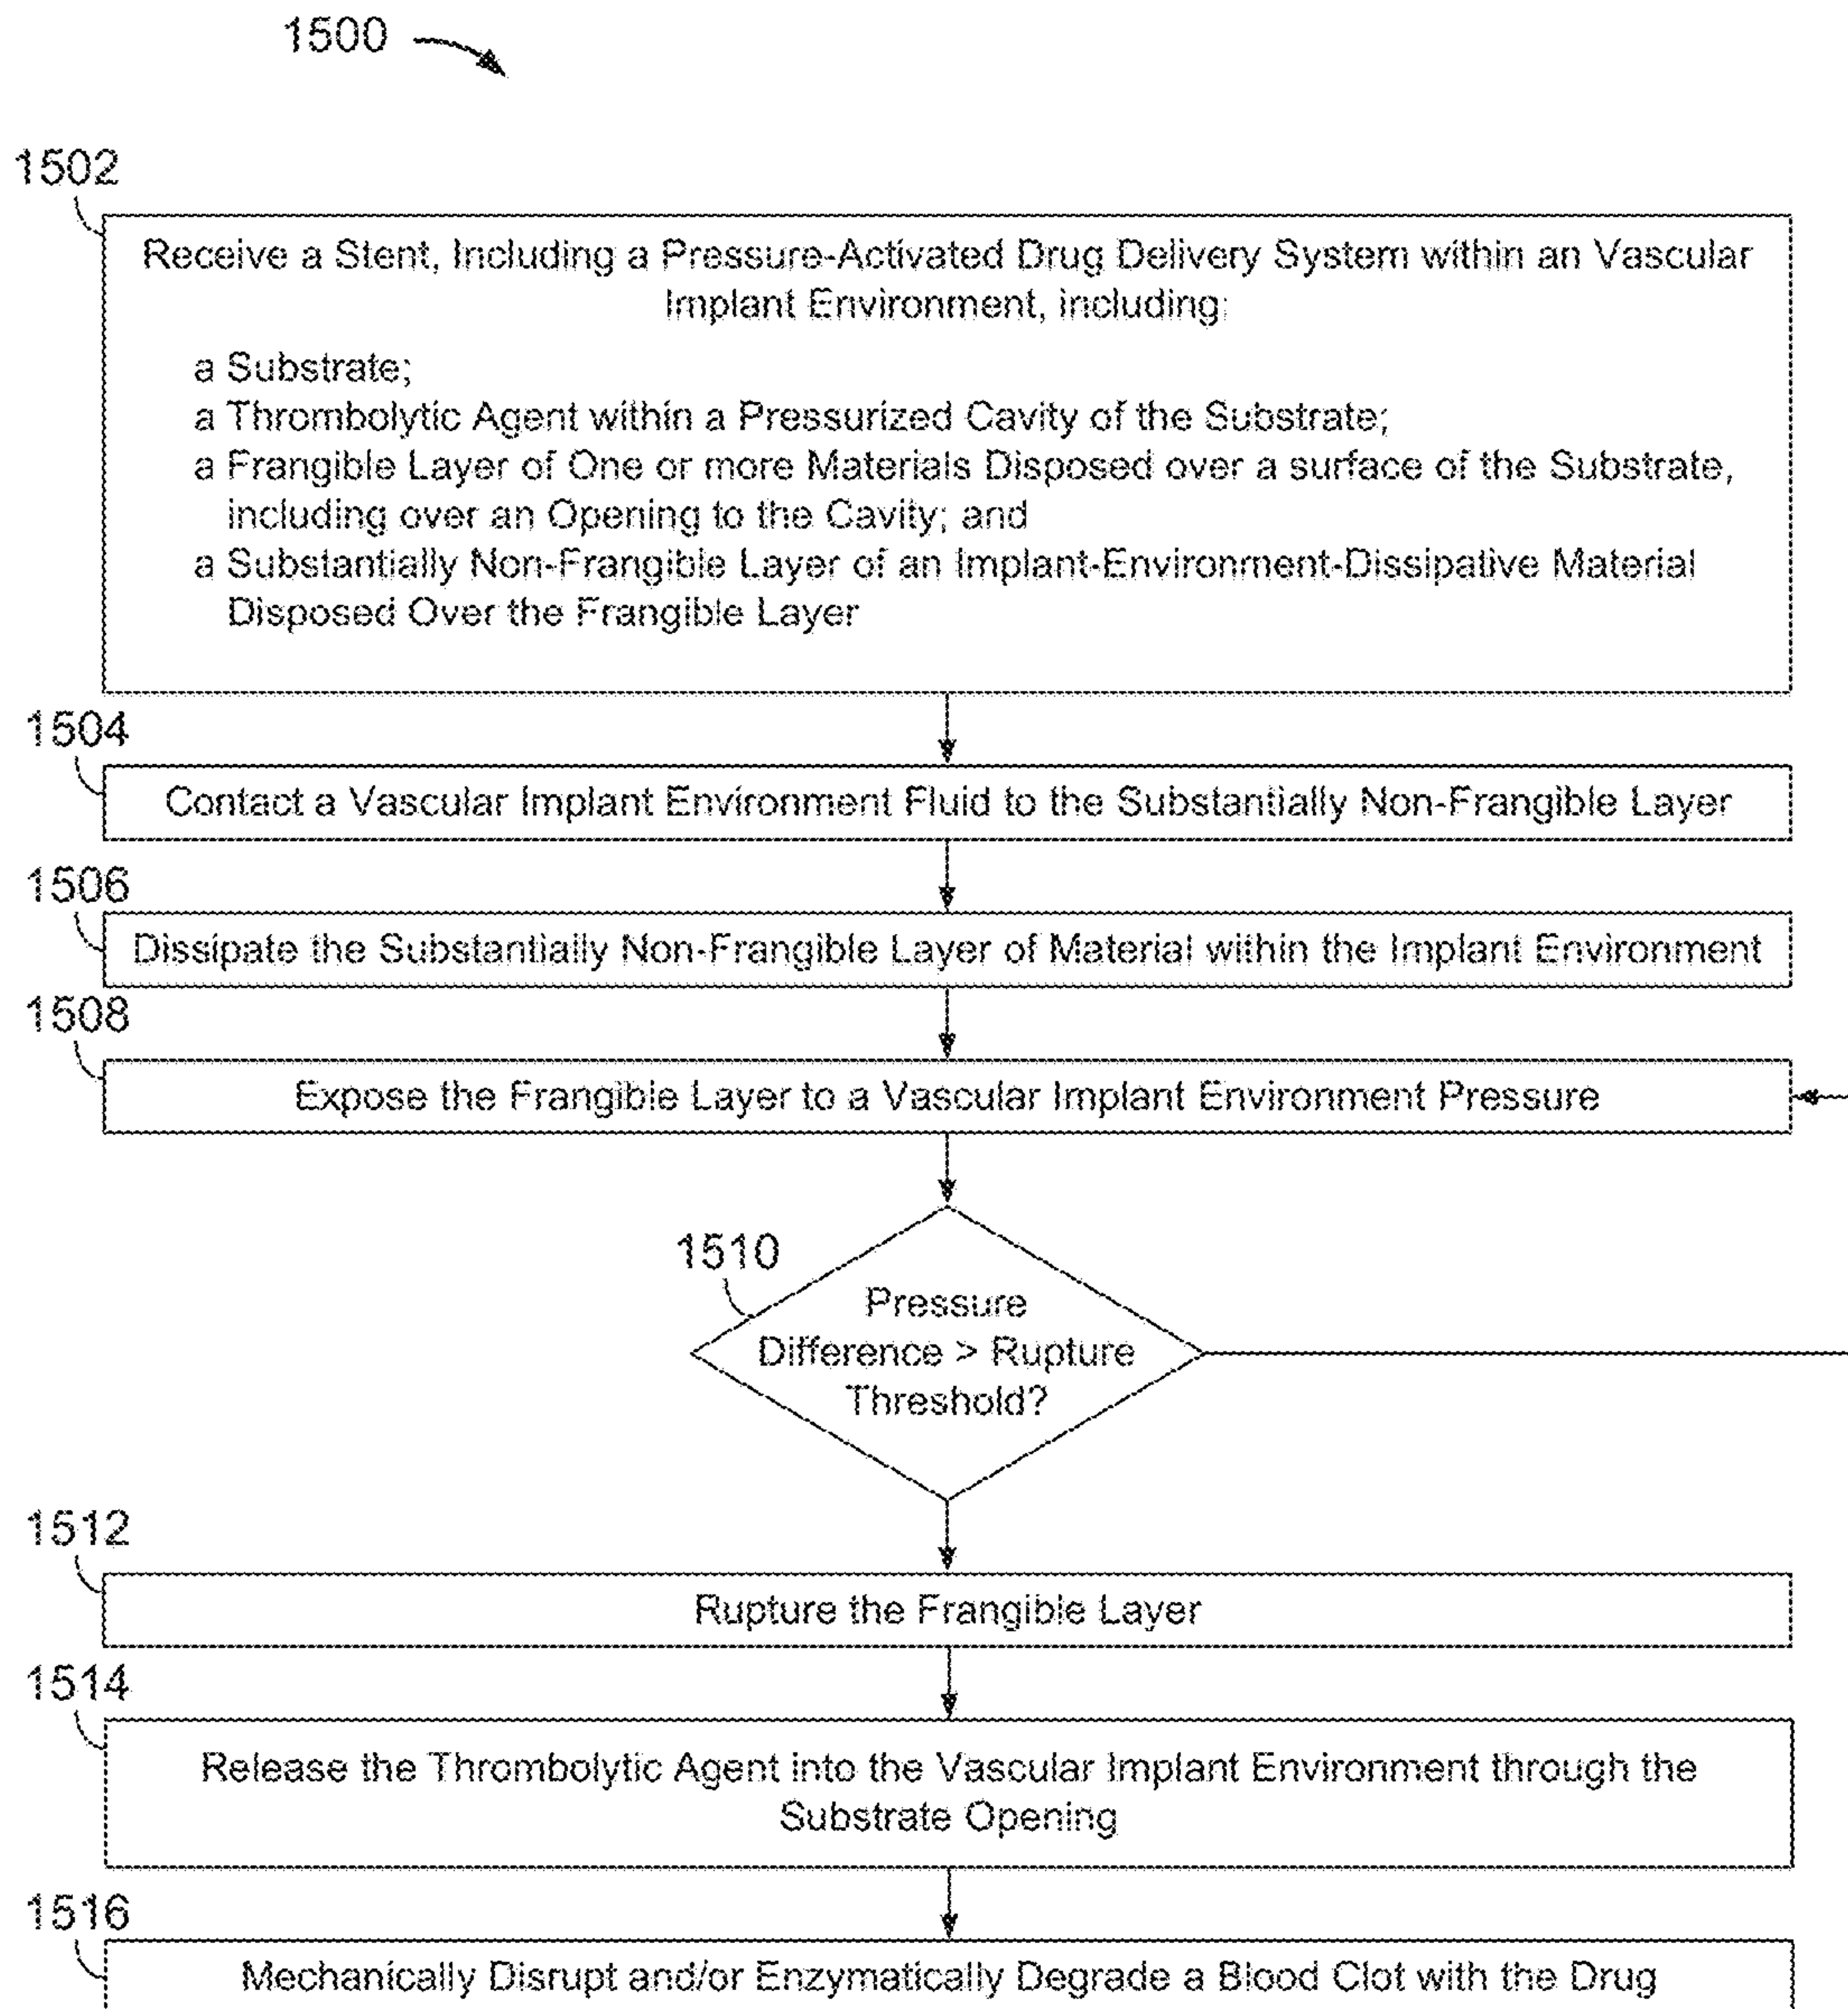 1500
1502
Receive a Stent, Including a Pressure-Activated Drug Delivery System within an Vascular
Implant Environment, including:
a Substrate;
a Thrombolytic Agent within a Pressurized Cavity of the Substrate;
a Frangible Layer of One or more Materials Disposed over a surface of the Substrate,
including over an Opening to the Cavity; and
a Substantially Non-Frangible Layer of an Implant-Environment-Dissipative Material
Disposed Over the Frangible Layer
1504
Contact a Vascular Implant Environment Fluid to the Substantially Non-Frangible Layer
1506
Dissipate the Substantially Non-Frangible Layer of Material within the Implant Environment
1508
Expose the Frangible Layer to a Vascular Implant Environment Pressure
1510
Pressure
Difference > Rupture
Threshold?
1512
Rupture the Frangible Layer
1514
Release the Thrombolytic Agent into the Vascular Implant Environment through the
Substrate Opening
1516
Mechanically Disrupt and/or Enzymatically Degrade a Blood Clot with the Drug